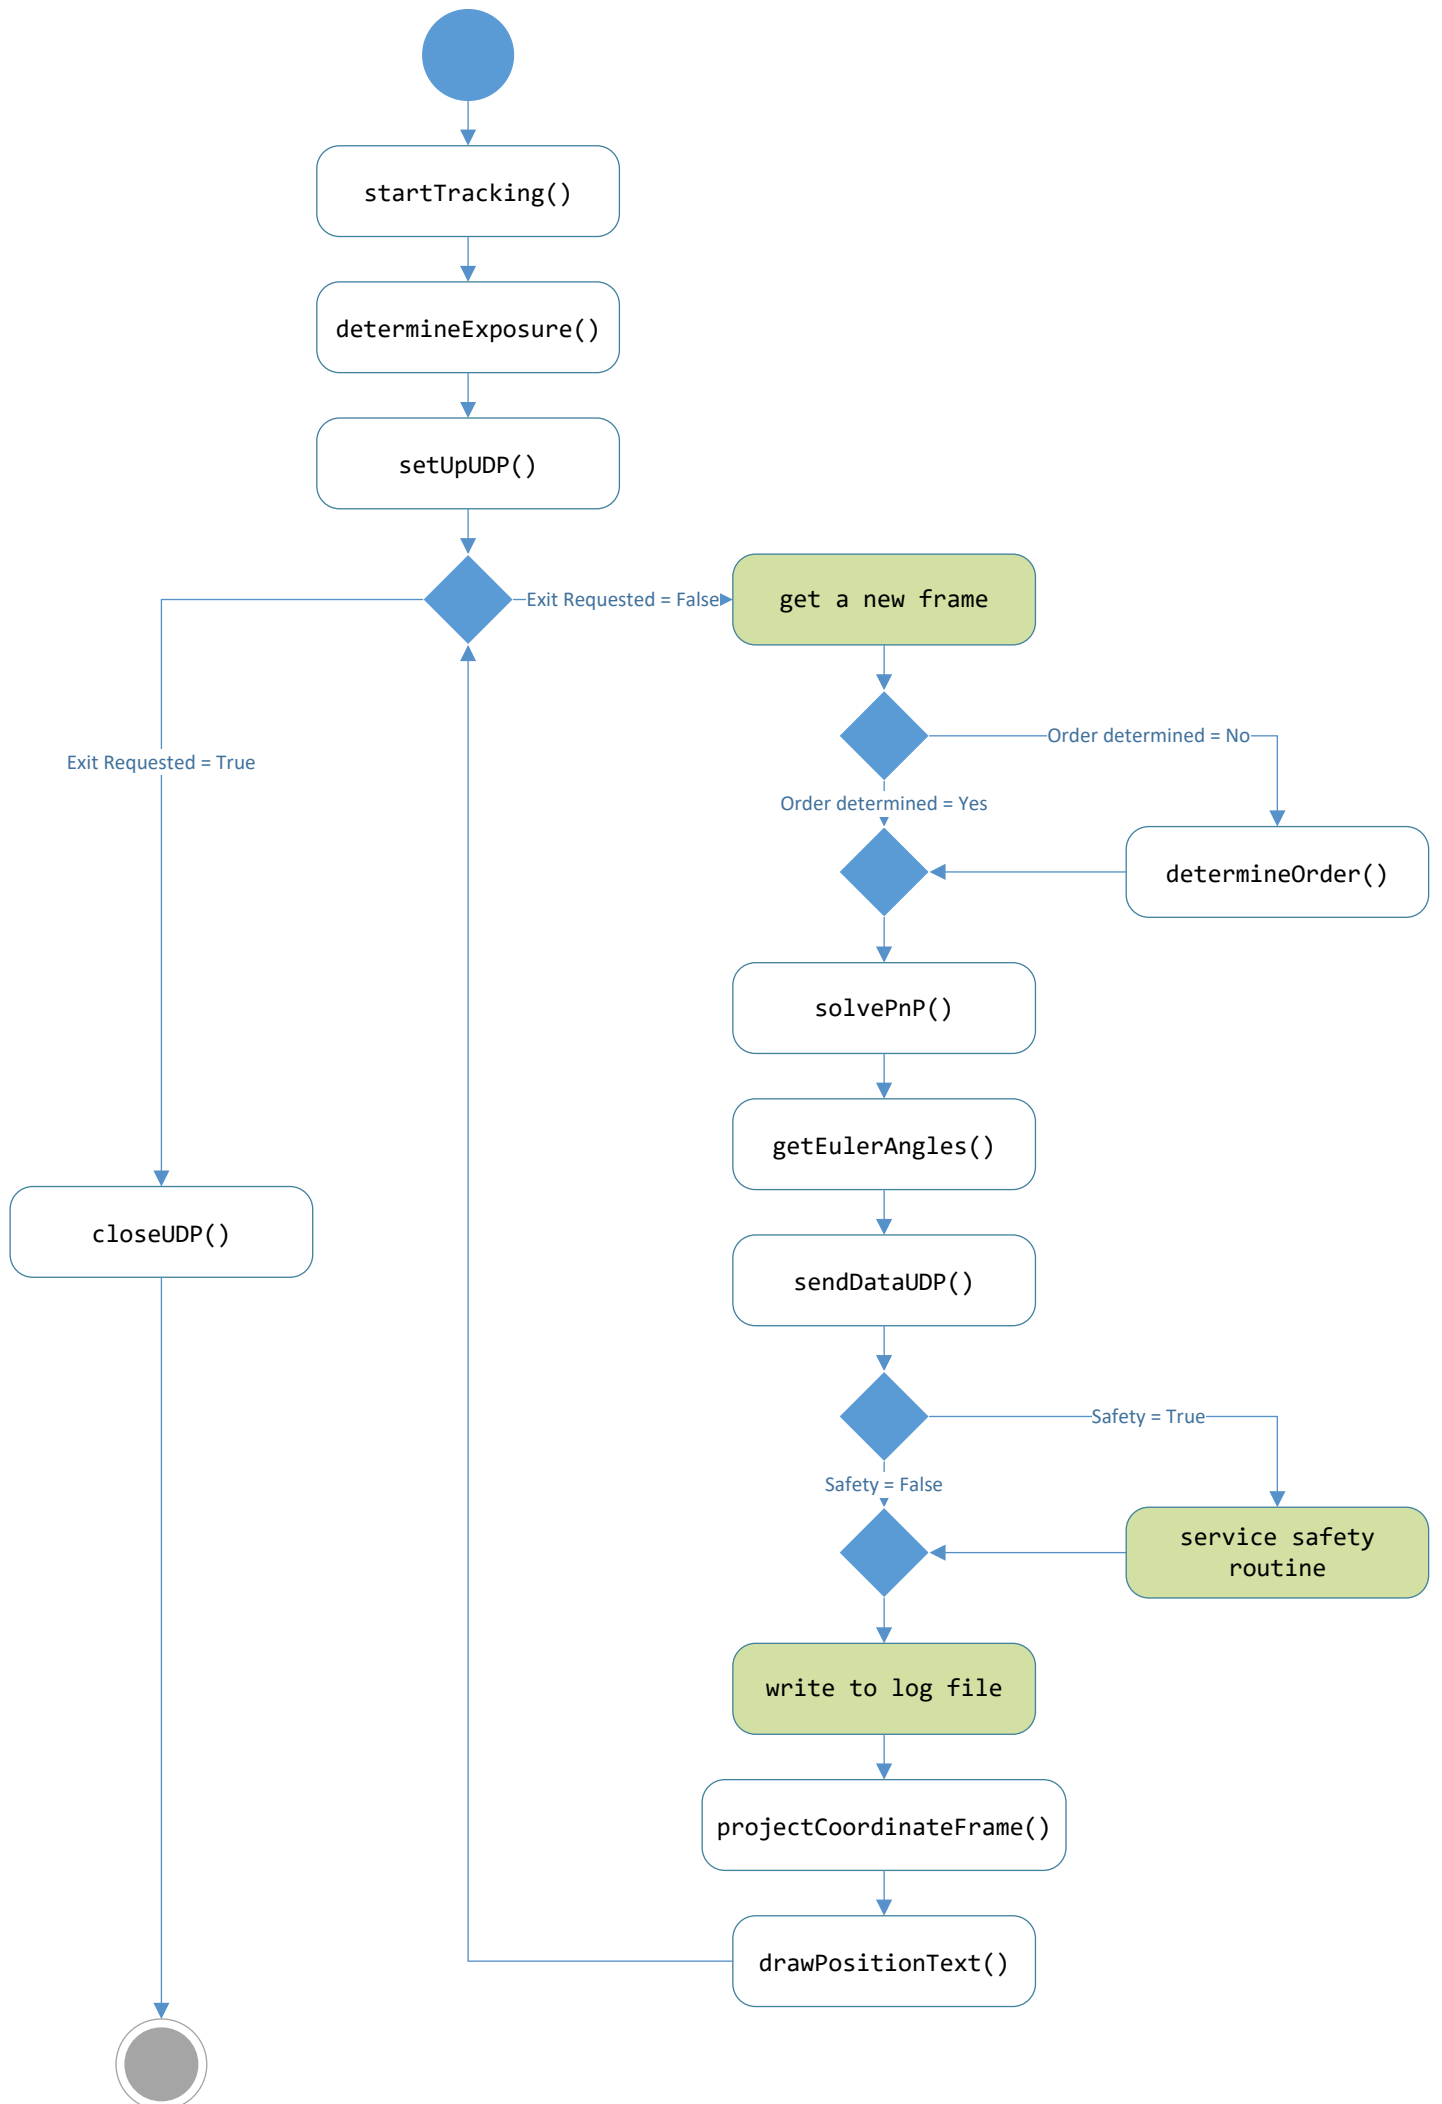 startTracking()
determineExposure()
setUpUDP()
Exit Requested = False
get a new frame
Order determined = No
Exit Requested = True
Order determined = Yes
determineOrder()
solvePnP()
getEulerAngles()
closeUDP()
sendDataUDP()
Safety = True
Safety = False
service safety
routine
write to log file
projectCoordinateFrame()
drawPositionText()